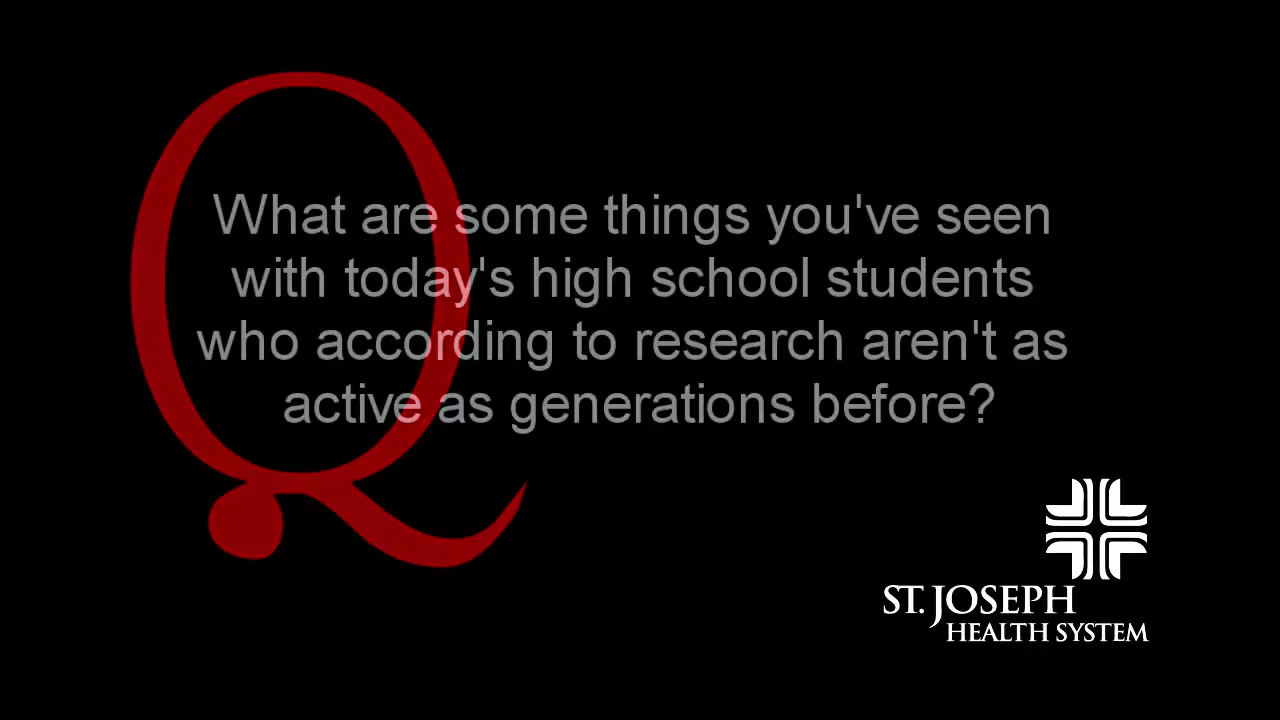 Q
What are some things you've seen
with today's high school students
who according to research aren't as
active as generations before?
ST. JOSEPH
HEALTH SYSTEM